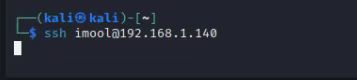 ┌──(kali㉿kali)-[~]
└─$ ssh imool@192.168.1.140